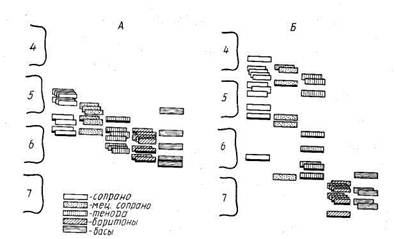 А Б
4 4
5 5
6 6
7 7
-сопрано
-мец. сопрано
-тенора
-баритоны
-басы